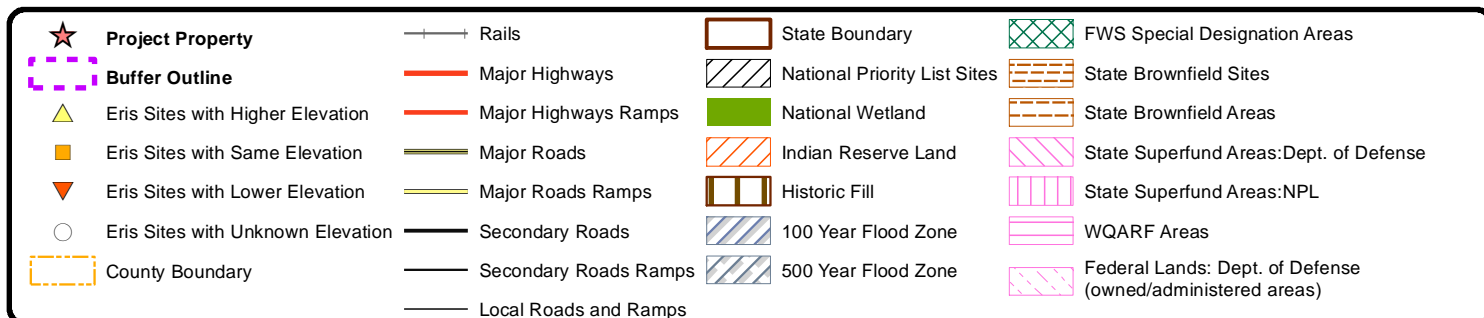 Project Property
Buffer Outline
Eris Sites with Higher Elevation
Eris Sites with Same Elevation
Eris Sites with Lower Elevation
Eris Sites with Unknown Elevation
County Boundary
Rails
Major Highways
Major Highways Ramps
Major Roads
Major Roads Ramps
Secondary Roads
Secondary Roads Ramps
Local Roads and Ramps
State Boundary
National Priority List Sites
National Wetland
Indian Reserve Land
Historic Fill
100 Year Flood Zone
500 Year Flood Zone
FWS Special Designation Areas
State Brownfield Sites
State Brownfield Areas
State Superfund Areas:Dept. of Defense
State Superfund Areas:NPL
WQARF Areas
Federal Lands: Dept. of Defense
(owned/administered areas)